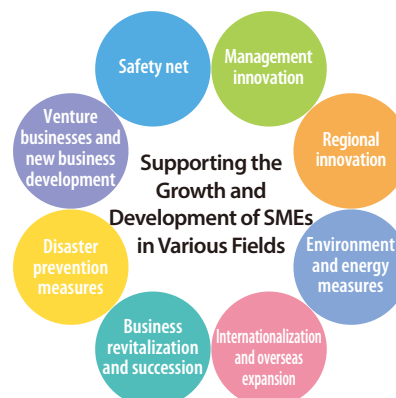 Safety net
Management
innovation
Venture
businesses and
new business
development
Regional
innovation
Supporting the
Growth and
Development of SMEs
in Various Fields
Disaster
prevention
measures
Environment
and energy
measures
Business
revitalization
and succession
Internationalization
and overseas
expansion